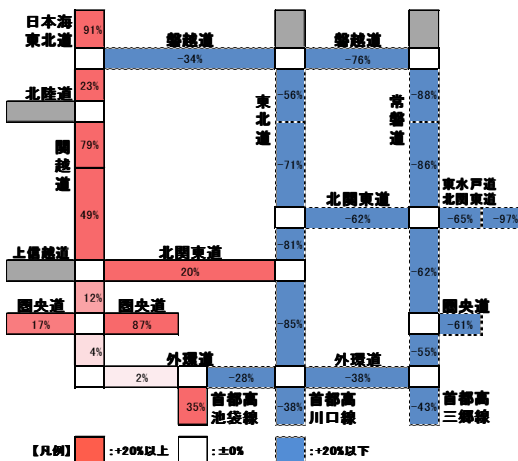 日本海
東北道
91%
磐越道
磐越道
-34%
-76%
23%
北陸道
東北道
-56%
常磐道
-88%
関越道
79%
-71%
-86%
49%
北関東道
東水戸道
北関東道
-62%
-65%
-97%
上信越道
北関東道
-81%
20%
-62%
12%
圏央道
圏央道
圏央道
17%
87%
-85%
-61%
4%
外環道
外環道
-55%
2%
-28%
-38%
35%
首都高
池袋線
-38%
首都高
川口線
-43%
首都高
三郷線
【凡例】
:+20%以上
:±0%
:+20%以下